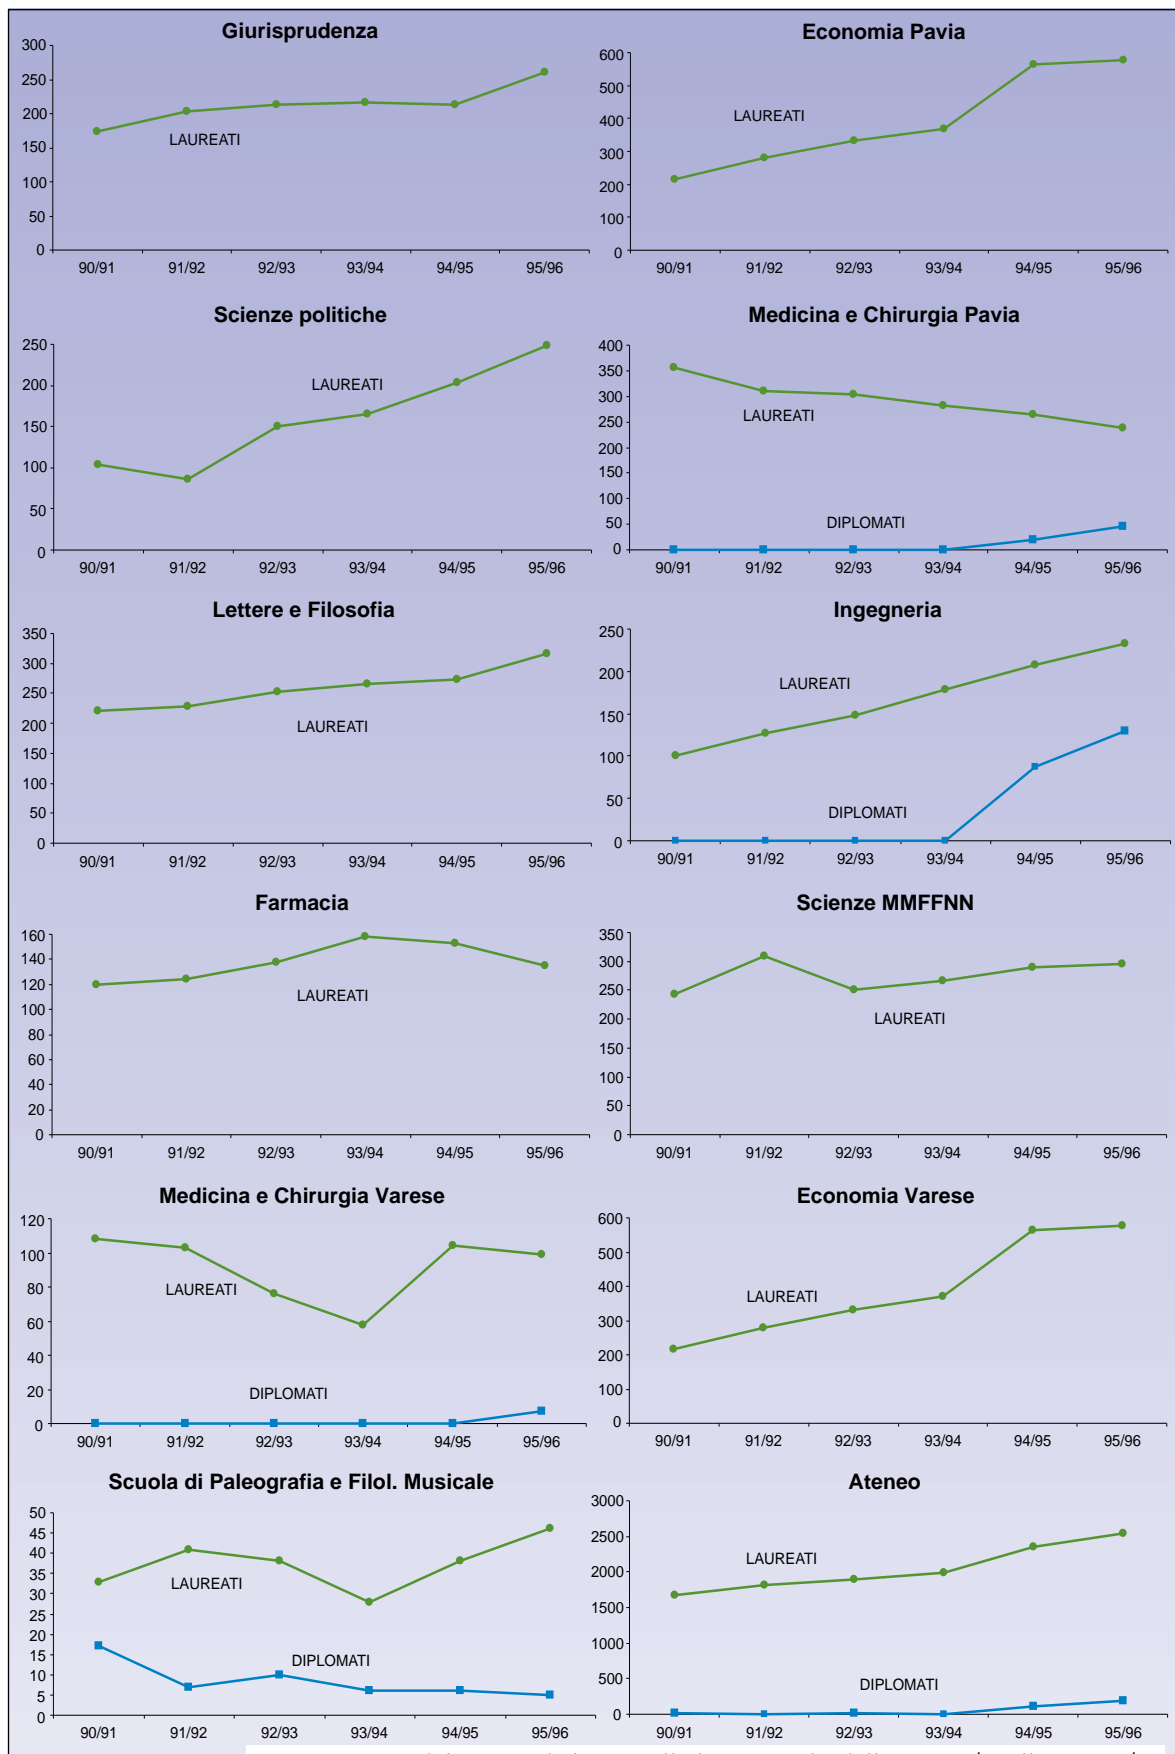 Giurisprudenza
300
250
200
150
100
50
0
LAUREATI
90/91 91/92 92/93 93/94 94/95 95/96
Economia Pavia
600
500
400
300
200
100
0
LAUREATI
90/91 91/92 92/93 93/94 94/95 95/96
Scienze politiche
250
200
150
100
50
0
LAUREATI
90/91 91/92 92/93 93/94 94/95 95/96
Medicina e Chirurgia Pavia
400
350
300
250
200
150
100
50
0
LAUREATI
DIPLOMATI
90/91 91/92 92/93 93/94 94/95 95/96
Lettere e Filosofia
350
300
250
200
150
100
50
0
LAUREATI
90/91 91/92 92/93 93/94 94/95 95/96
Ingegneria
250
200
150
100
50
0
LAUREATI
DIPLOMATI
90/91 91/92 92/93 93/94 94/95 95/96
Farmacia
160
140
120
100
80
60
40
20
0
LAUREATI
90/91 91/92 92/93 93/94 94/95 95/96
Scienze MMFFNN
350
300
250
200
150
100
50
0
LAUREATI
90/91 91/92 92/93 93/94 94/95 95/96
Medicina e Chirurgia Varese
120
100
80
60
40
20
0
LAUREATI
DIPLOMATI
90/91 91/92 92/93 93/94 94/95 95/96
Economia Varese
600
500
400
300
200
100
0
LAUREATI
90/91 91/92 92/93 93/94 94/95 95/96
Scuola di Paleografia e Filol. Musicale
50
45
40
35
30
25
20
15
10
5
0
LAUREATI
DIPLOMATI
90/91 91/92 92/93 93/94 94/95 95/96
Ateneo
3000
2500
2000
1500
1000
500
0
LAUREATI
DIPLOMATI
90/91 91/92 92/93 93/94 94/95 95/96